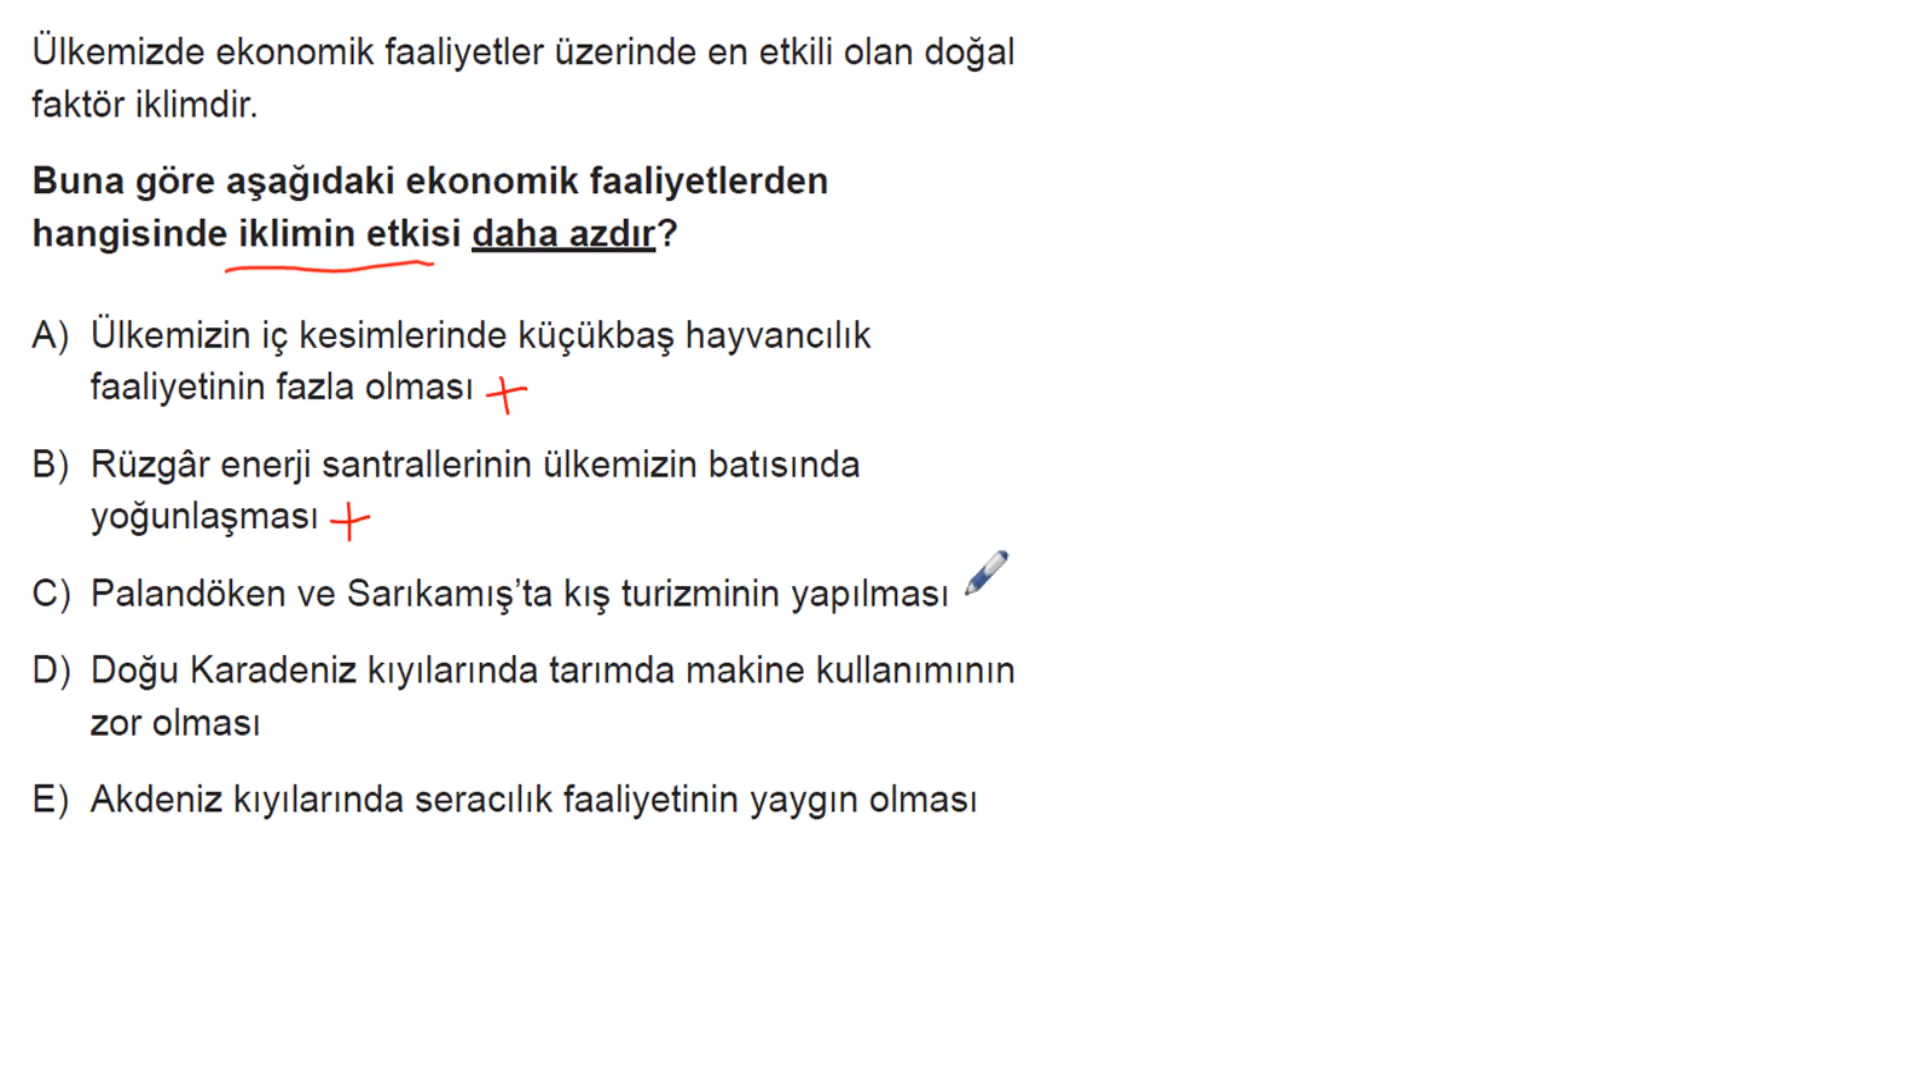 Ülkemizde ekonomik faaliyetler üzerinde en etkili olan doğal
faktör iklimdir.
Buna göre aşağıdaki ekonomik faaliyetlerden
hangisinde iklimin etkisi daha azdır?
A) Ülkemizin iç kesimlerinde küçükbaş hayvancılık
faaliyetinin fazla olması +
B) Rüzgâr enerji santrallerinin ülkemizin batısında
yoğunlaşması +
C) Palandöken ve Sarıkamış’ta kış turizminin yapılması
D) Doğu Karadeniz kıyılarında tarımda makine kullanımının
zor olması
E) Akdeniz kıyılarında seracılık faaliyetinin yaygın olması